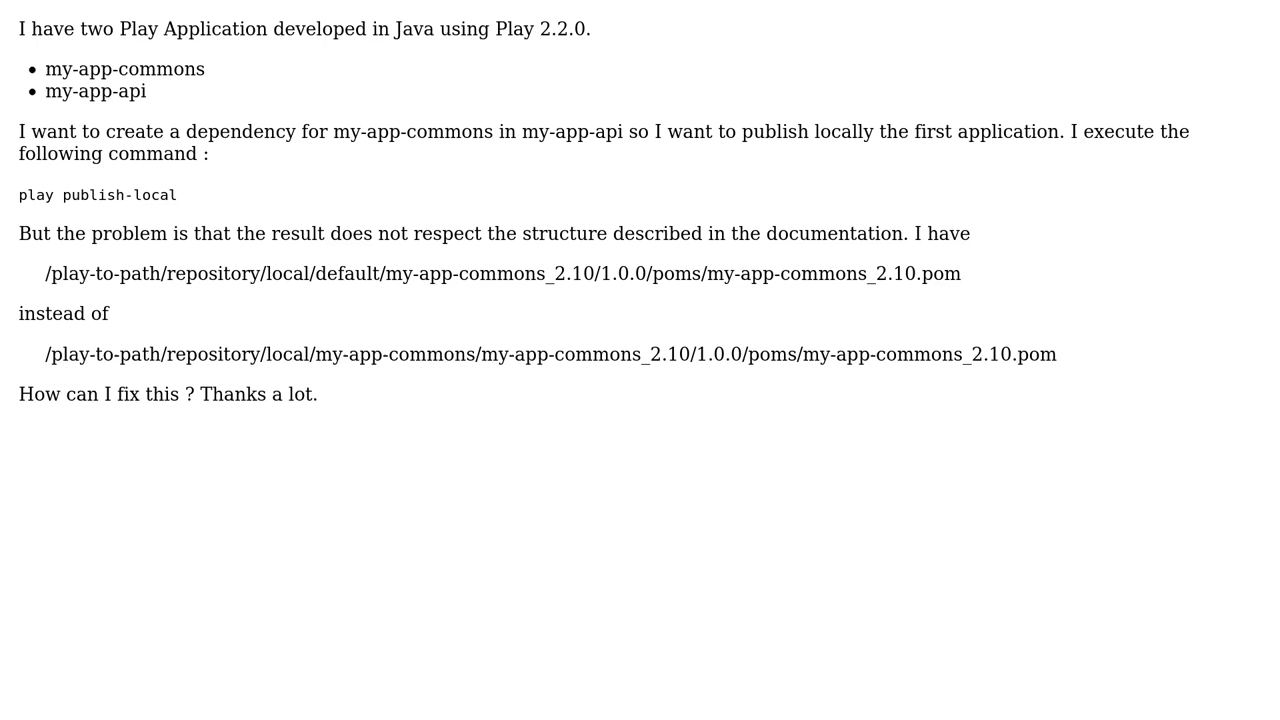 I have two Play Application developed in Java using Play 2.2.0.
• my-app-commons
• my-app-api
I want to create a dependency for my-app-commons in my-app-api so I want to publish locally the first application. I execute the
following command :
play publish-local
But the problem is that the result does not respect the structure described in the documentation. I have
/play-to-path/repository/local/default/my-app-commons_2.10/1.0.0/poms/my-app-commons_2.10.pom
instead of
/play-to-path/repository/local/my-app-commons/my-app-commons_2.10/1.0.0/poms/my-app-commons_2.10.pom
How can I fix this ? Thanks a lot.